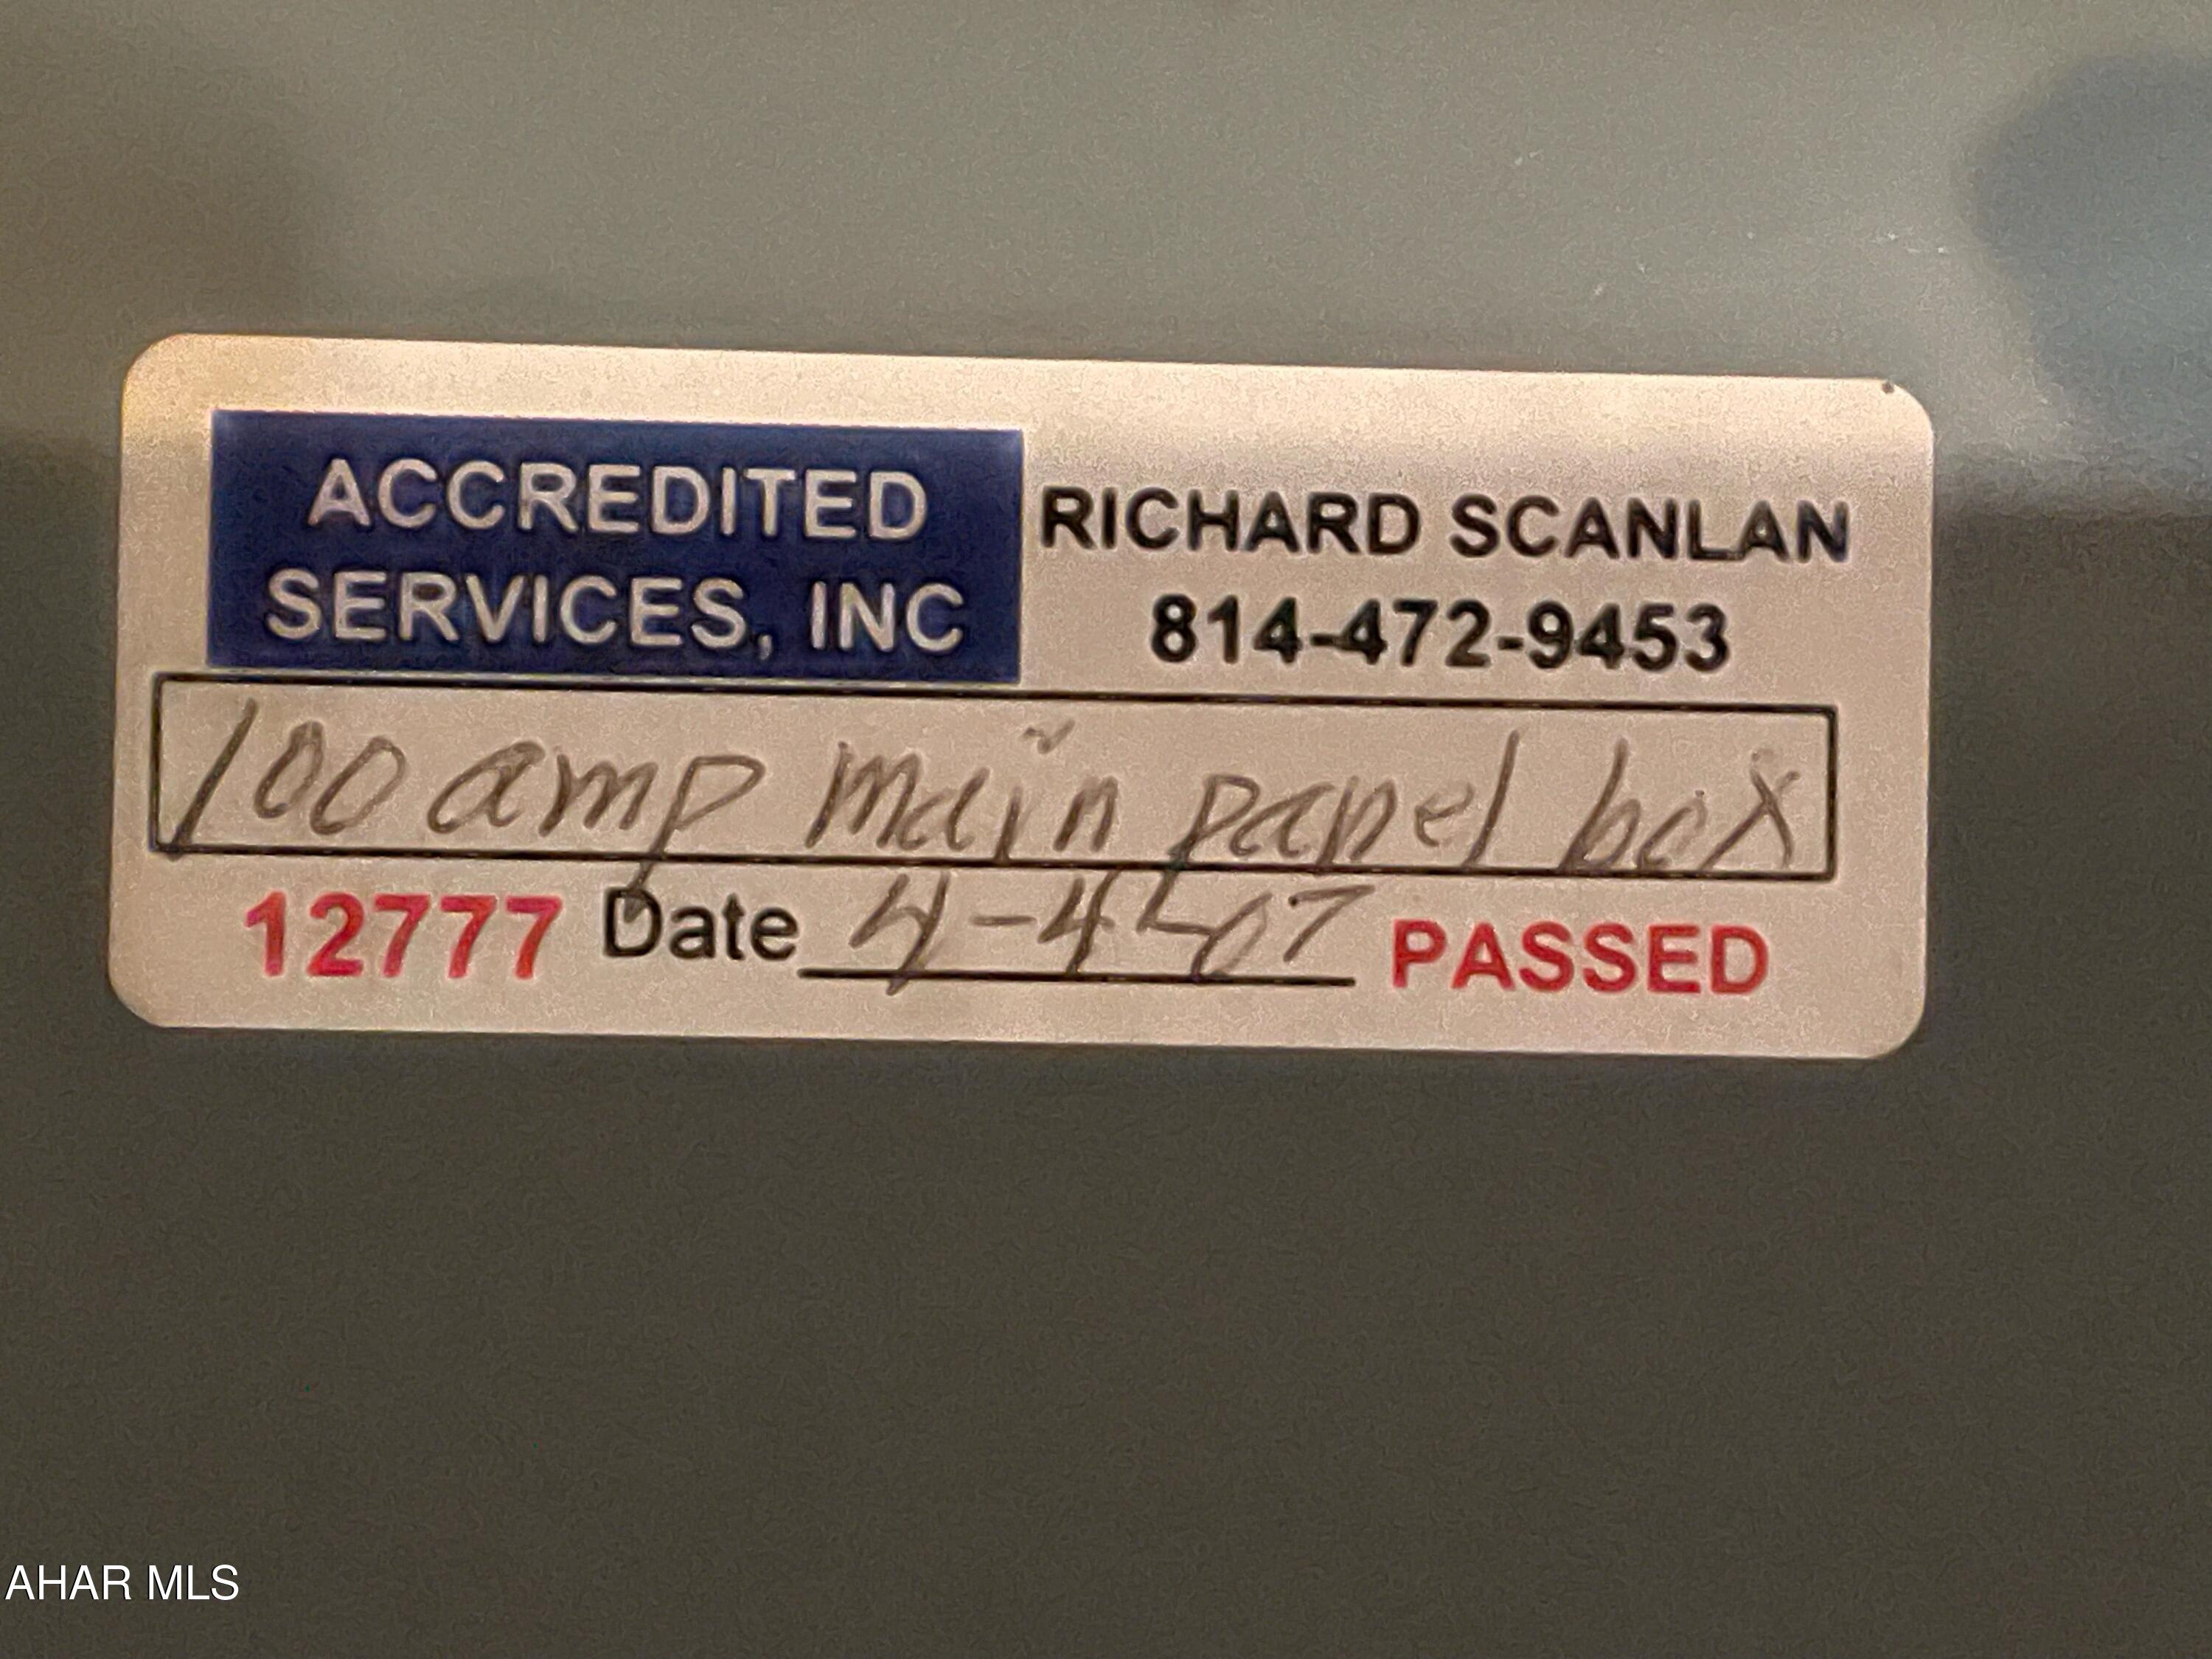 ACCREDITED
SERVICES, INC
RICHARD SCANLAN
814-472-9453
100 amp main panel box
12777 Date 4-4-07 PASSED
AHAR MLS